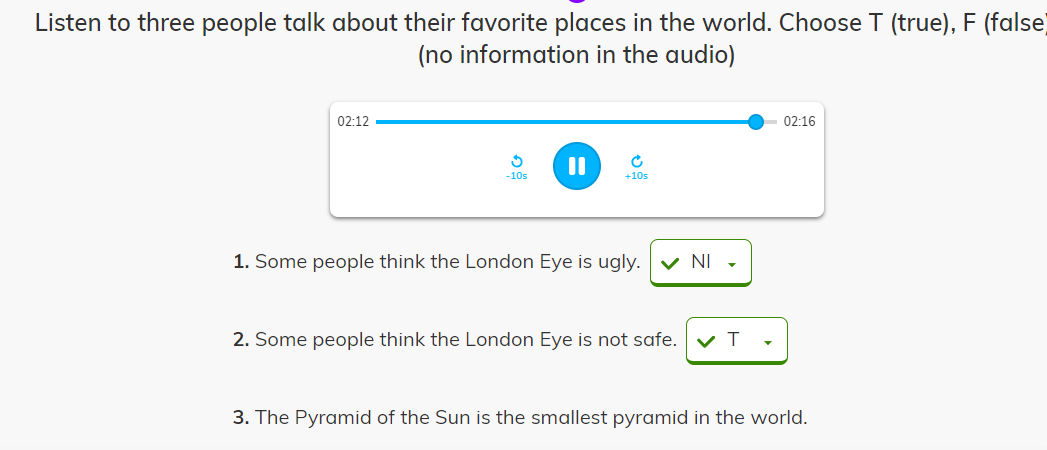 Listen to three people talk about their favorite places in the world. Choose T (true), F (false)
(no information in the audio)
02:12 02:16
-10s +10s
1. Some people think the London Eye is ugly. NI
2. Some people think the London Eye is not safe. T
3. The Pyramid of the Sun is the smallest pyramid in the world.